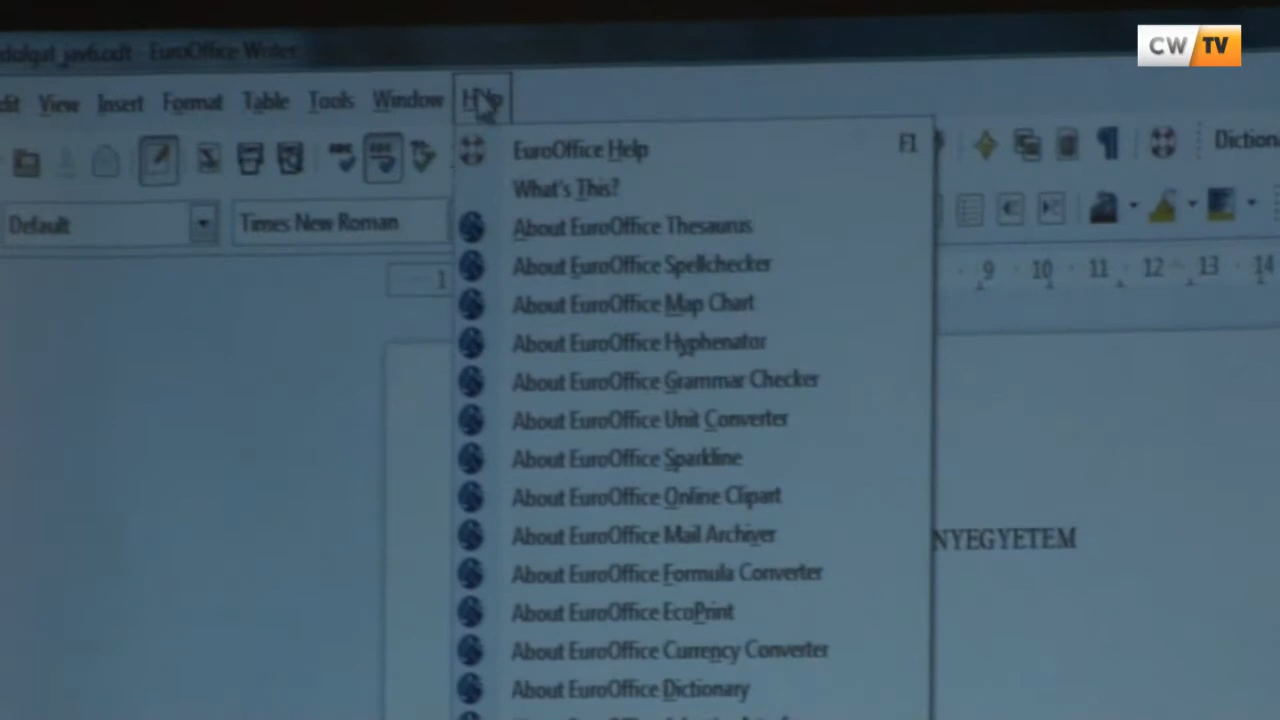 CW TV
EuroOffice Writer
View Insert Format Table Tools Window Help
EuroOffice Help F1
What's This?
Default Times New Roman
About EuroOffice Thesaurus
About EuroOffice Spellchecker
About EuroOffice Map Chart
About EuroOffice Hyphenator
About EuroOffice Grammar Checker
About EuroOffice Unit Converter
About EuroOffice Sparkline
About EuroOffice Online Clipart
About EuroOffice Mail Archiver
About EuroOffice Formula Converter
About EuroOffice EcoPrint
About EuroOffice Currency Converter
About EuroOffice Dictionary
1 9 10 11 12 13 14
NYEGYETEM